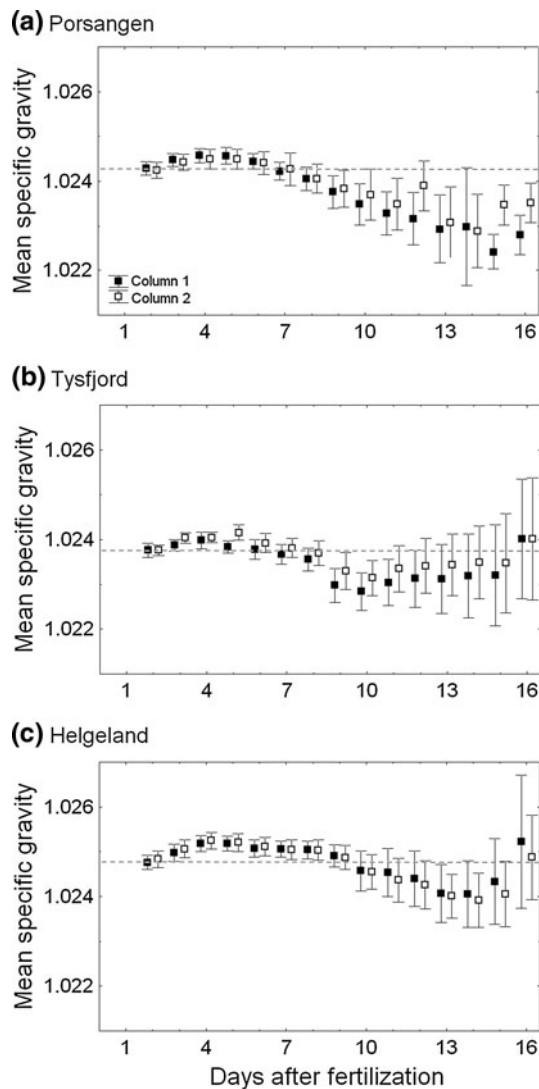 (a) Porsangen
Mean specific gravity
1.026
1.024
1.022
Column 1
Column 2
1 4 7 10 13 16
(b) Tysfjord
Mean specific gravity
1.026
1.024
1.022
1 4 7 10 13 16
(c) Helgeland
Mean specific gravity
1.026
1.024
1.022
1 4 7 10 13 16
Days after fertilization